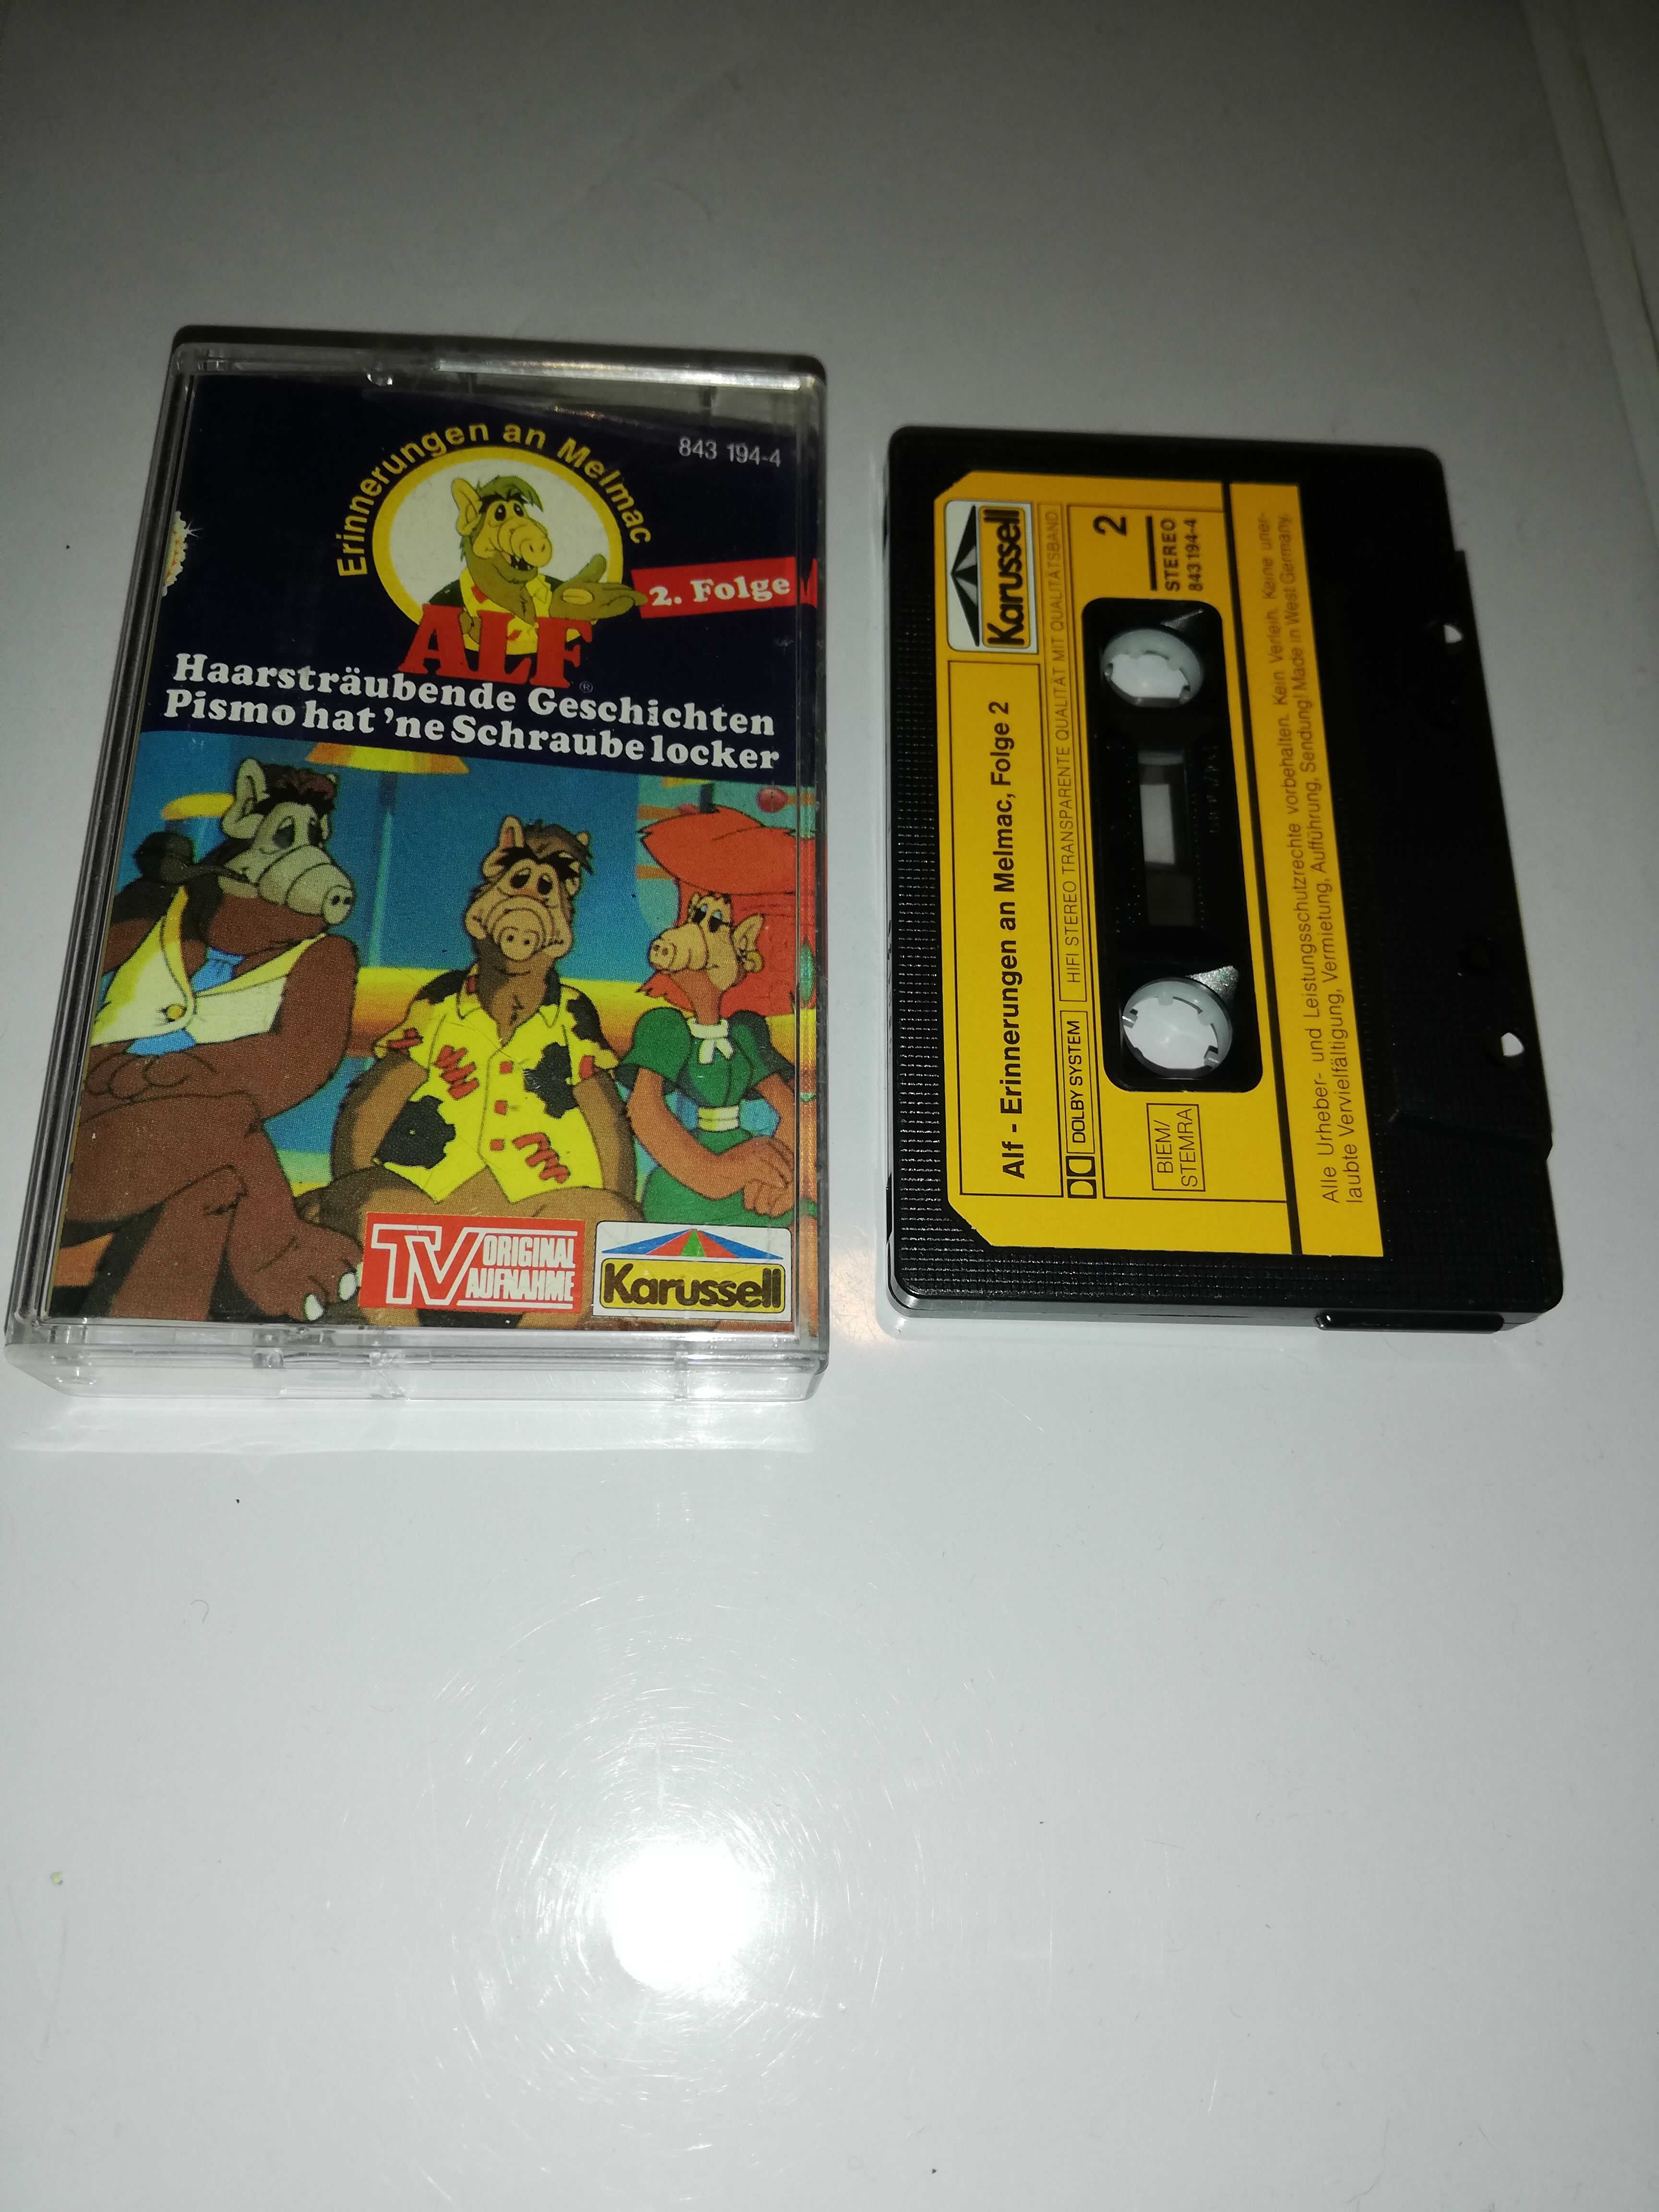 Erinnerungen an Melmac
843 194-4
2. Folge
ALF
®
Haarsträubende Geschichten
Pismo hat 'ne Schraube locker
TV ORIGINAL
AUFNAHME
Karussell
Karussell
Alf - Erinnerungen an Melmac, Folge 2
DOLBY SYSTEM HIFI STEREO TRANSPARENTE QUALITÄT MIT QUALITÄTSBAND
2
STEREO
843 194-4
BIEM/
STEMRA
Alle Urheber- und Leistungsschutzrechte vorbehalten. Kein Verleih. Keine uner-
laubte Vervielfältigung, Vermietung, Aufführung, Sendung! Made in West Germany.